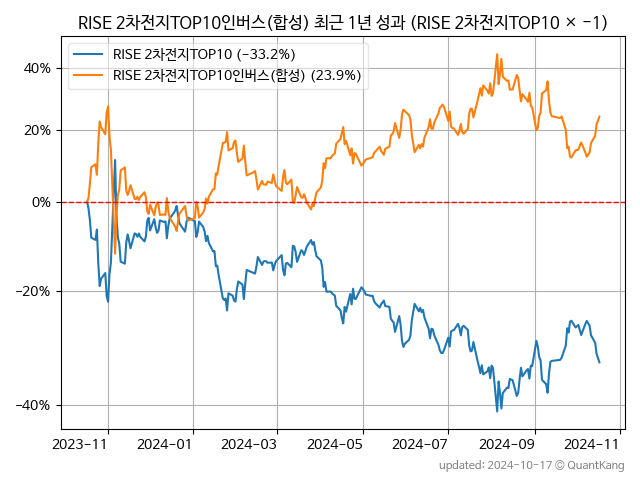 RISE 2차전지TOP10인버스(합성) 최근 1년 성과 (RISE 2차전지TOP10 × −1)
RISE 2차전지TOP10 (−33.2%)
RISE 2차전지TOP10인버스(합성) (23.9%)
40%
20%
0%
−20%
−40%
2023-11 2024-01 2024-03 2024-05 2024-07 2024-09 2024-11
updated: 2024-10-17 © QuantKang